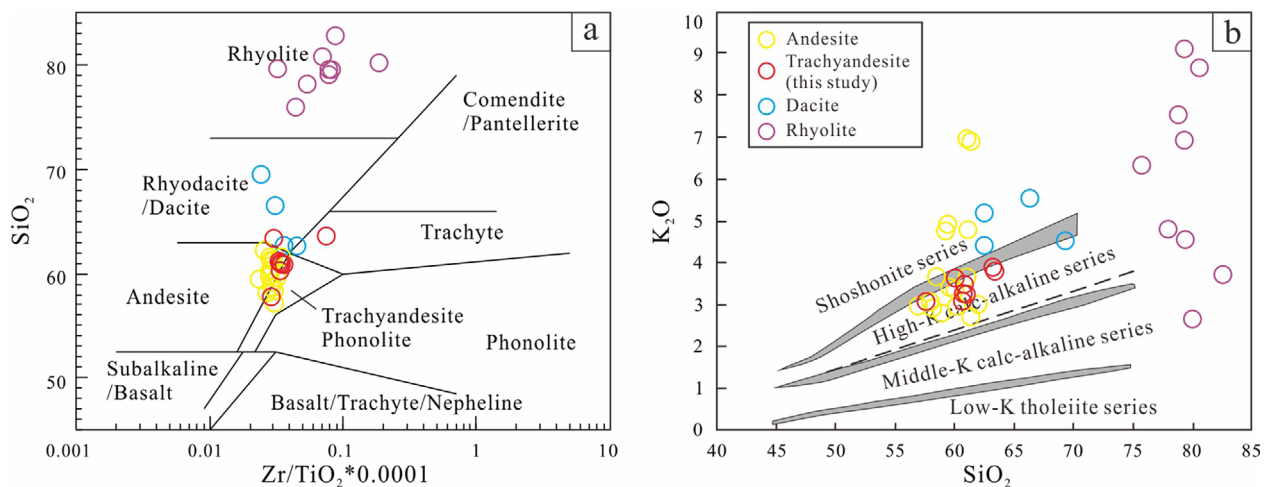 a
80
70
60
50
SiO2
0.001
0.01
0.1
1
10
Zr/TiO2*0.0001
Rhyolite
Comendite
/Pantellerite
Rhyodacite
/Dacite
Trachyte
Andesite
Trachyandesite
Phonolite
Phonolite
Subalkaline
/Basalt
Basalt/Trachyte/Nepheline
b
10
9
8
7
6
5
4
3
2
1
0
K2O
40
45
50
55
60
65
70
75
80
85
SiO2
Andesite
Trachyandesite
(this study)
Dacite
Rhyolite
Shoshonite series
High-K calc-alkaline series
Middle-K calc-alkaline series
Low-K tholeiite series